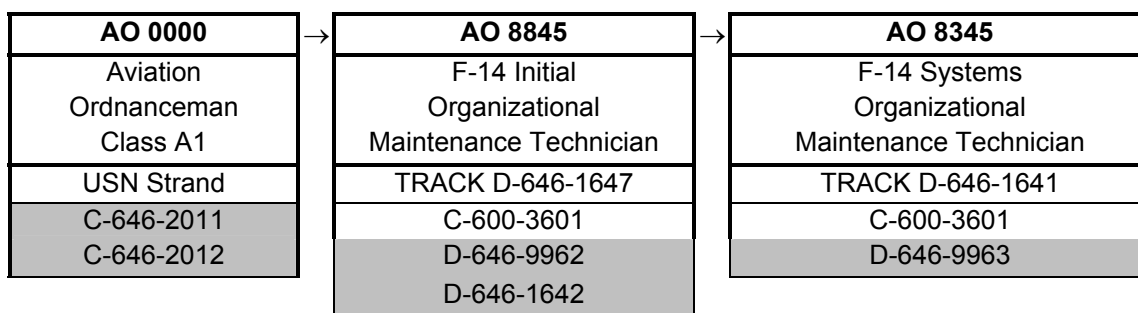 AO 0000 → AO 8845 → AO 8345
Aviation
Ordnanceman
Class A1
F-14 Initial
Organizational
Maintenance Technician
F-14 Systems
Organizational
Maintenance Technician
USN Strand
TRACK D-646-1647
TRACK D-646-1641
C-646-2011
C-600-3601
C-600-3601
C-646-2012
D-646-9962
D-646-9963
D-646-1642